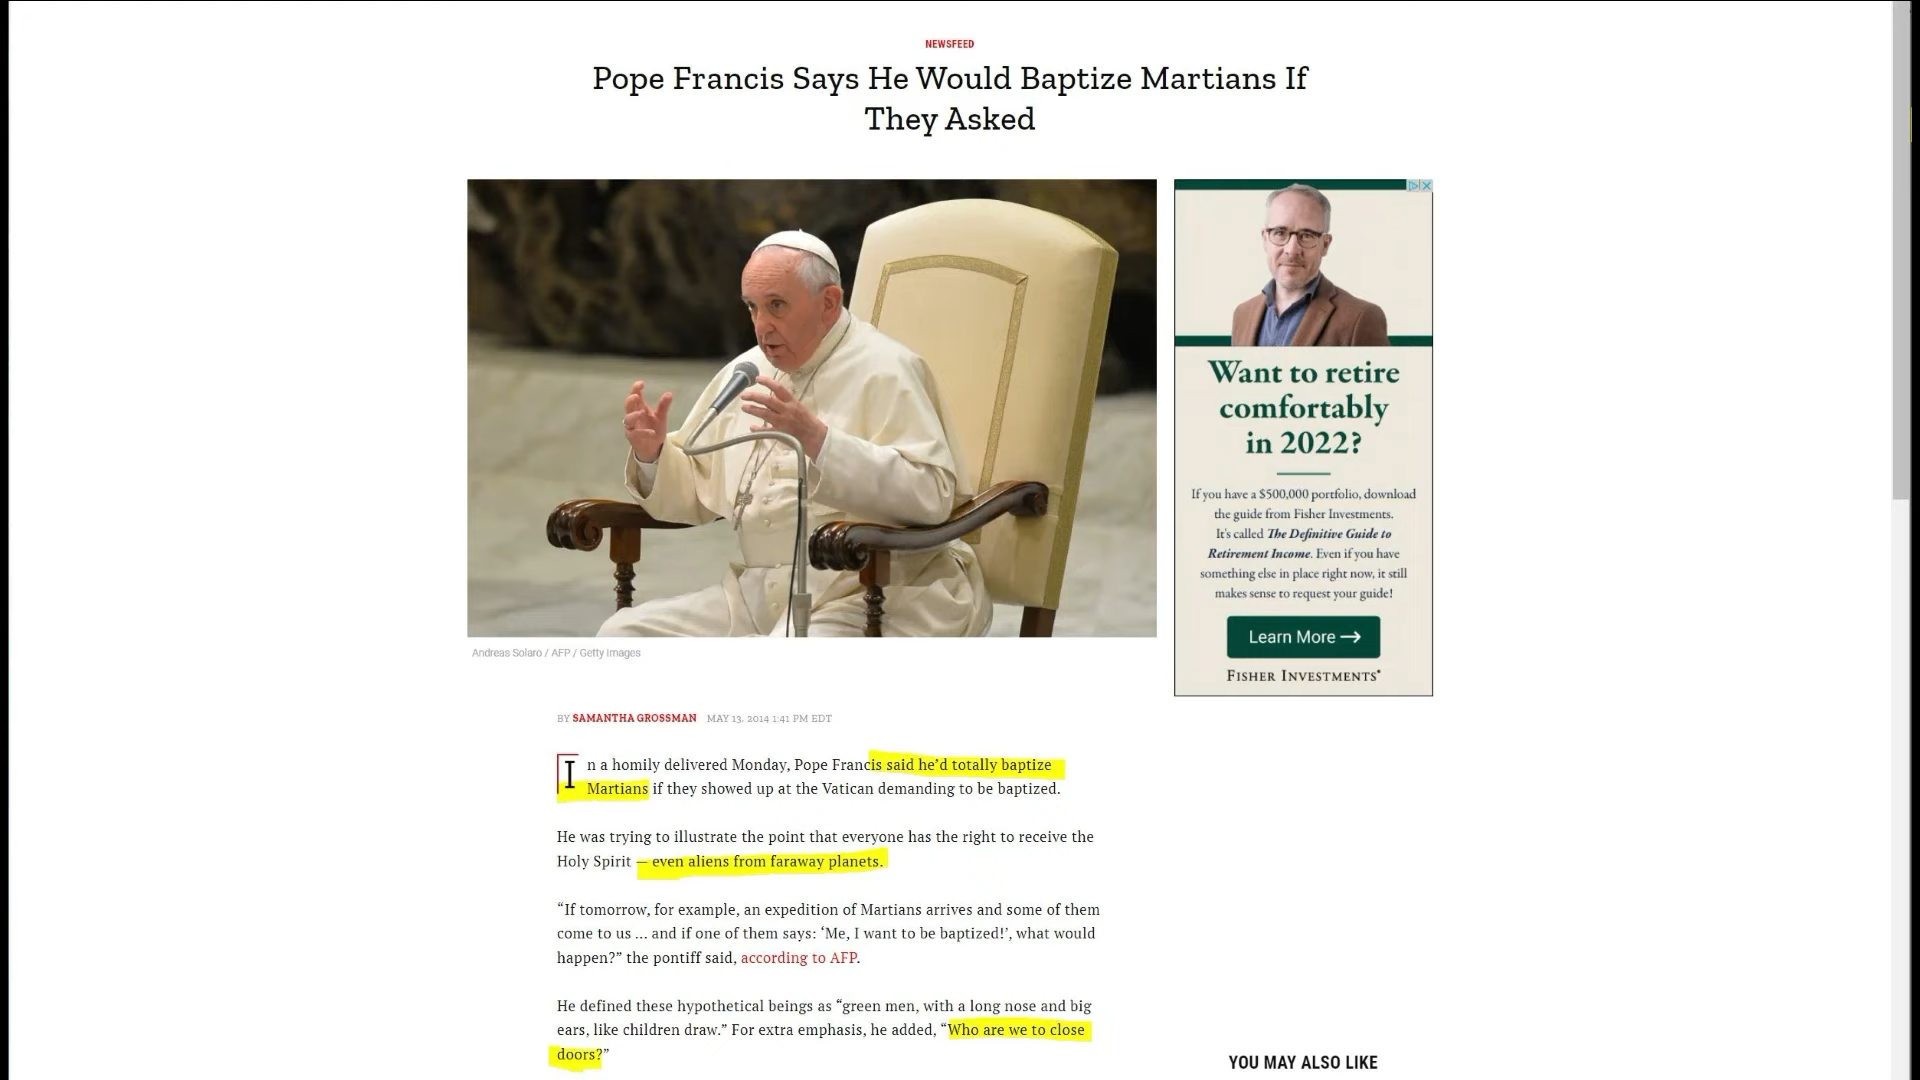 NEWSFEED
Pope Francis Says He Would Baptize Martians If
They Asked
Want to retire
comfortably
in 2022?
If you have a $500,000 portfolio, download
the guide from Fisher Investments.
It's called The Definitive Guide to
Retirement Income. Even if you have
something else in place right now, it still
makes sense to request your guide!
Learn More →
FISHER INVESTMENTS®
Andreas Solaro / AFP / Getty Images
BY SAMANTHA GROSSMAN MAY 13, 2014 1:41 PM EDT
In a homily delivered Monday, Pope Francis said he'd totally baptize
Martians if they showed up at the Vatican demanding to be baptized.
He was trying to illustrate the point that everyone has the right to receive the
Holy Spirit — even aliens from faraway planets.
“If tomorrow, for example, an expedition of Martians arrives and some of them
come to us ... and if one of them says: ‘Me, I want to be baptized!’, what would
happen?” the pontiff said, according to AFP.
He defined these hypothetical beings as “green men, with a long nose and big
ears, like children draw.” For extra emphasis, he added, “Who are we to close
doors?”
YOU MAY ALSO LIKE